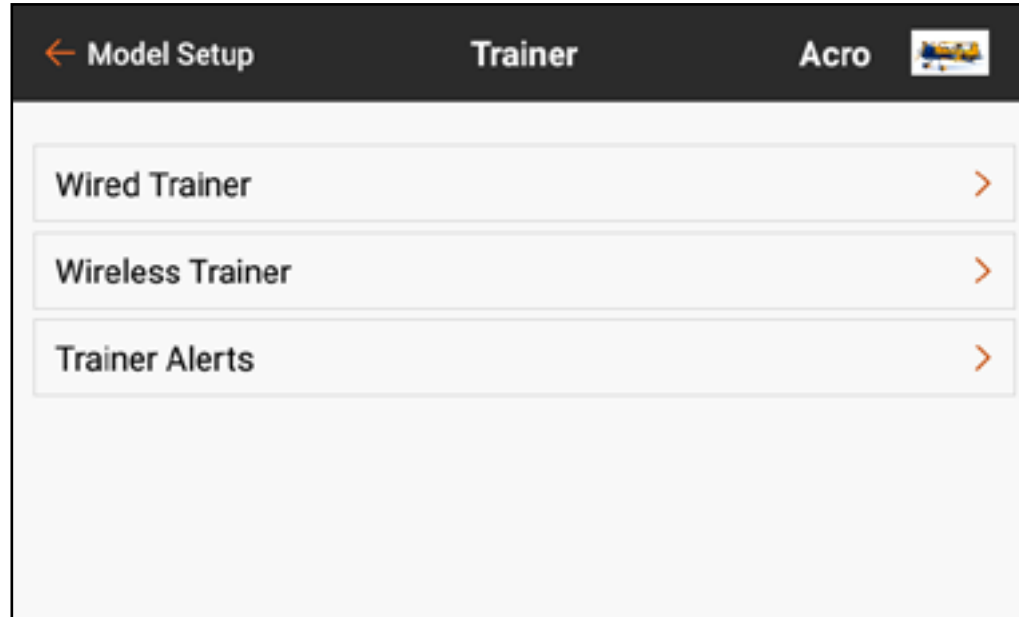 Model Setup Trainer Acro
Wired Trainer
Wireless Trainer
Trainer Alerts